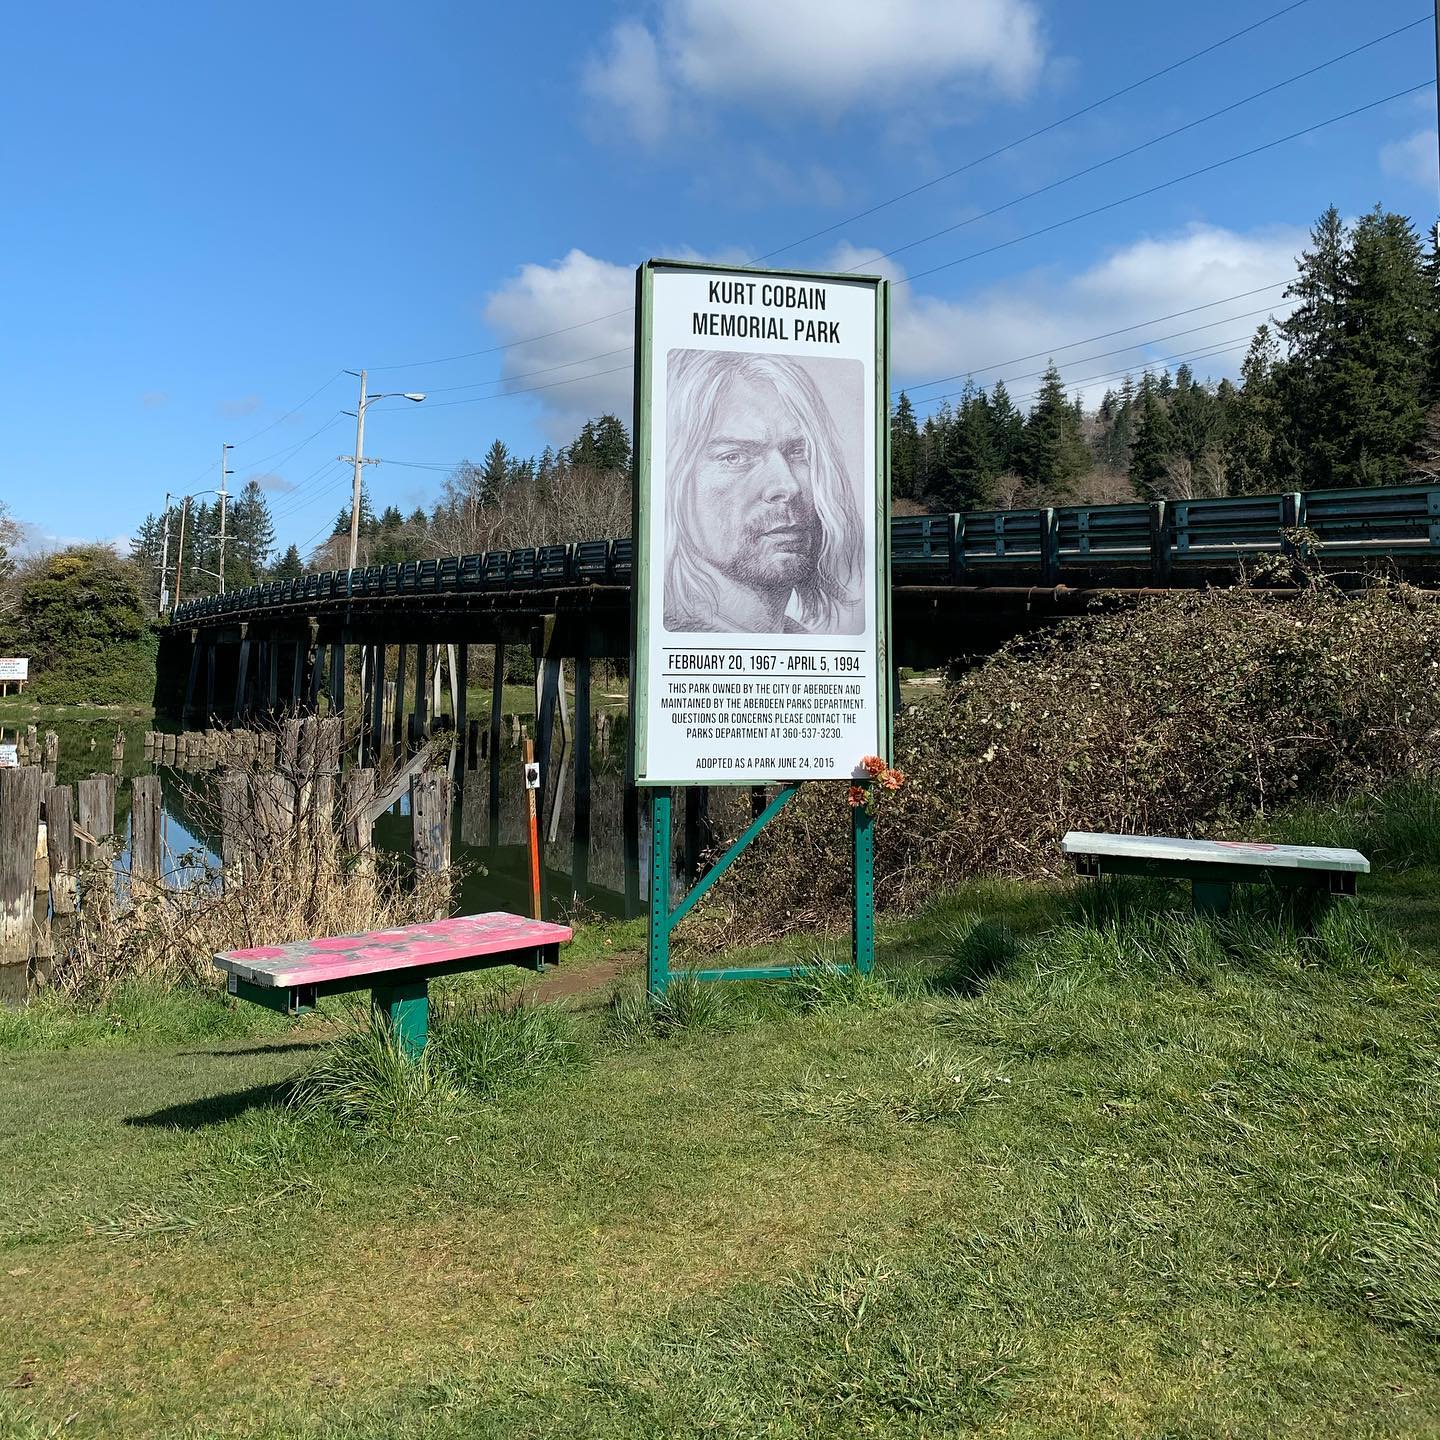 KURT COBAIN
MEMORIAL PARK
FEBRUARY 20, 1967 - APRIL 5, 1994
THIS PARK OWNED BY THE CITY OF ABERDEEN AND
MAINTAINED BY THE ABERDEEN PARKS DEPARTMENT.
QUESTIONS OR CONCERNS PLEASE CONTACT THE
PARKS DEPARTMENT AT 360-537-3230.
ADOPTED AS A PARK JUNE 24, 2015